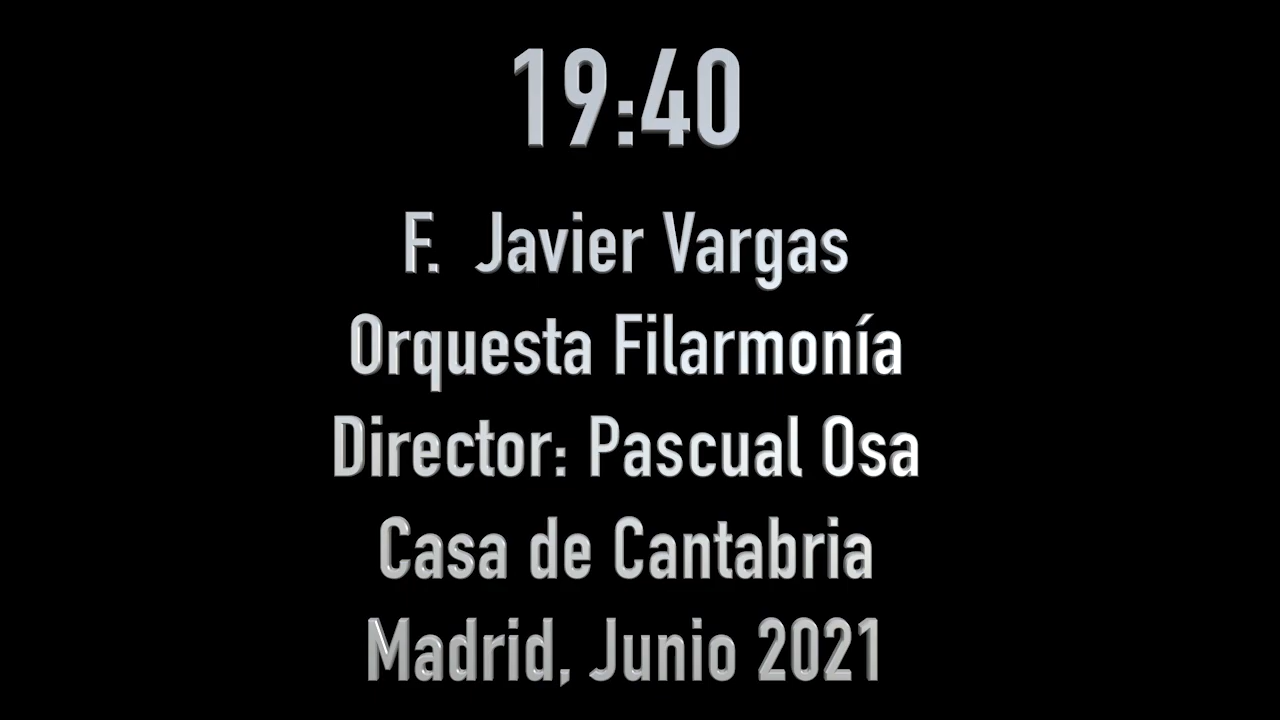 19:40
F. Javier Vargas
Orquesta Filarmonía
Director: Pascual Osa
Casa de Cantabria
Madrid, Junio 2021